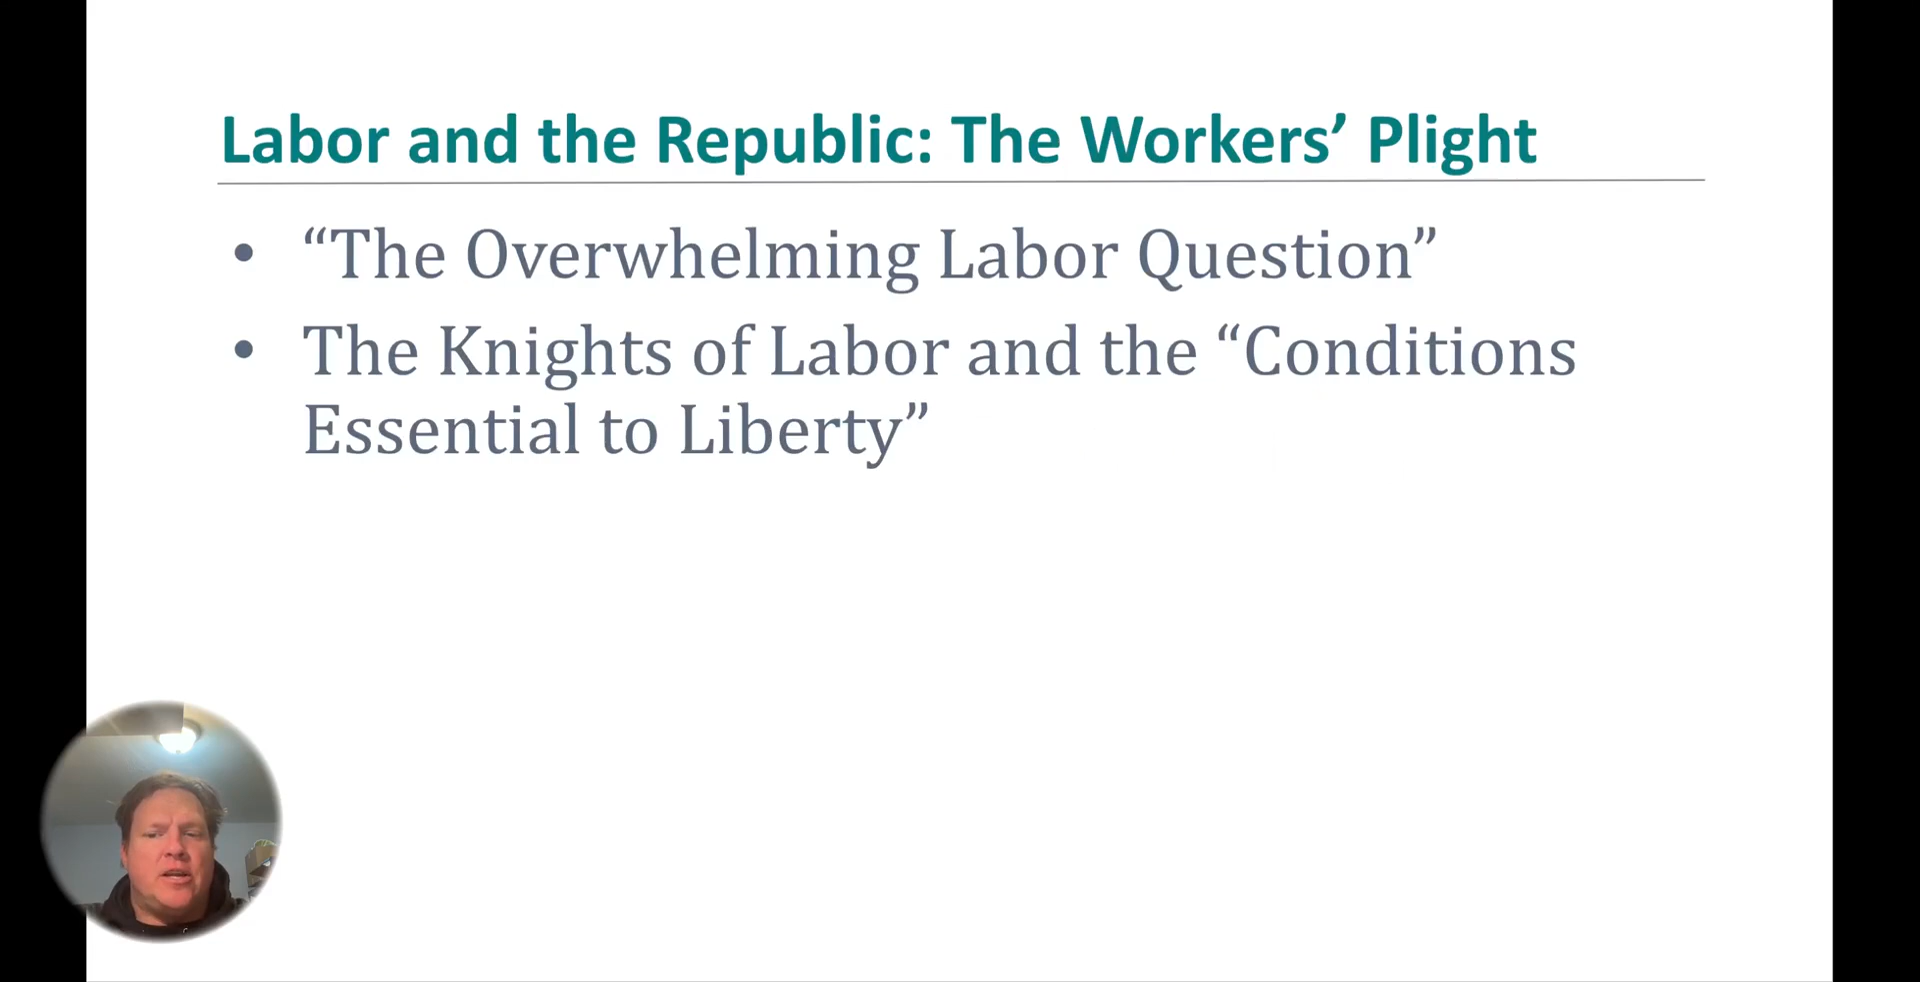 Labor and the Republic: The Workers’ Plight
• “The Overwhelming Labor Question”
• The Knights of Labor and the “Conditions
Essential to Liberty”